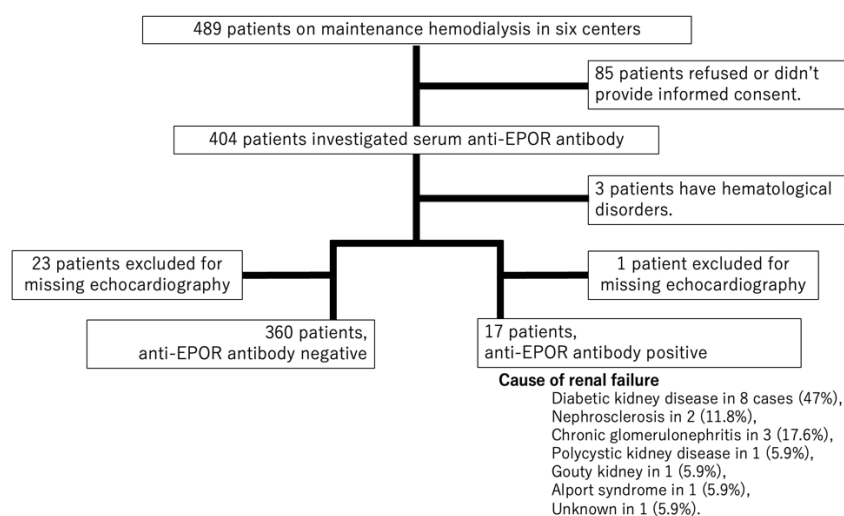 489 patients on maintenance hemodialysis in six centers
85 patients refused or didn't
provide informed consent.
404 patients investigated serum anti-EPOR antibody
3 patients have hematological
disorders.
23 patients excluded for
missing echocardiography
1 patient excluded for
missing echocardiography
360 patients,
anti-EPOR antibody negative
17 patients,
anti-EPOR antibody positive
Cause of renal failure
Diabetic kidney disease in 8 cases (47%),
Nephrosclerosis in 2 (11.8%),
Chronic glomerulonephritis in 3 (17.6%),
Polycystic kidney disease in 1 (5.9%),
Gouty kidney in 1 (5.9%),
Alport syndrome in 1 (5.9%),
Unknown in 1 (5.9%).